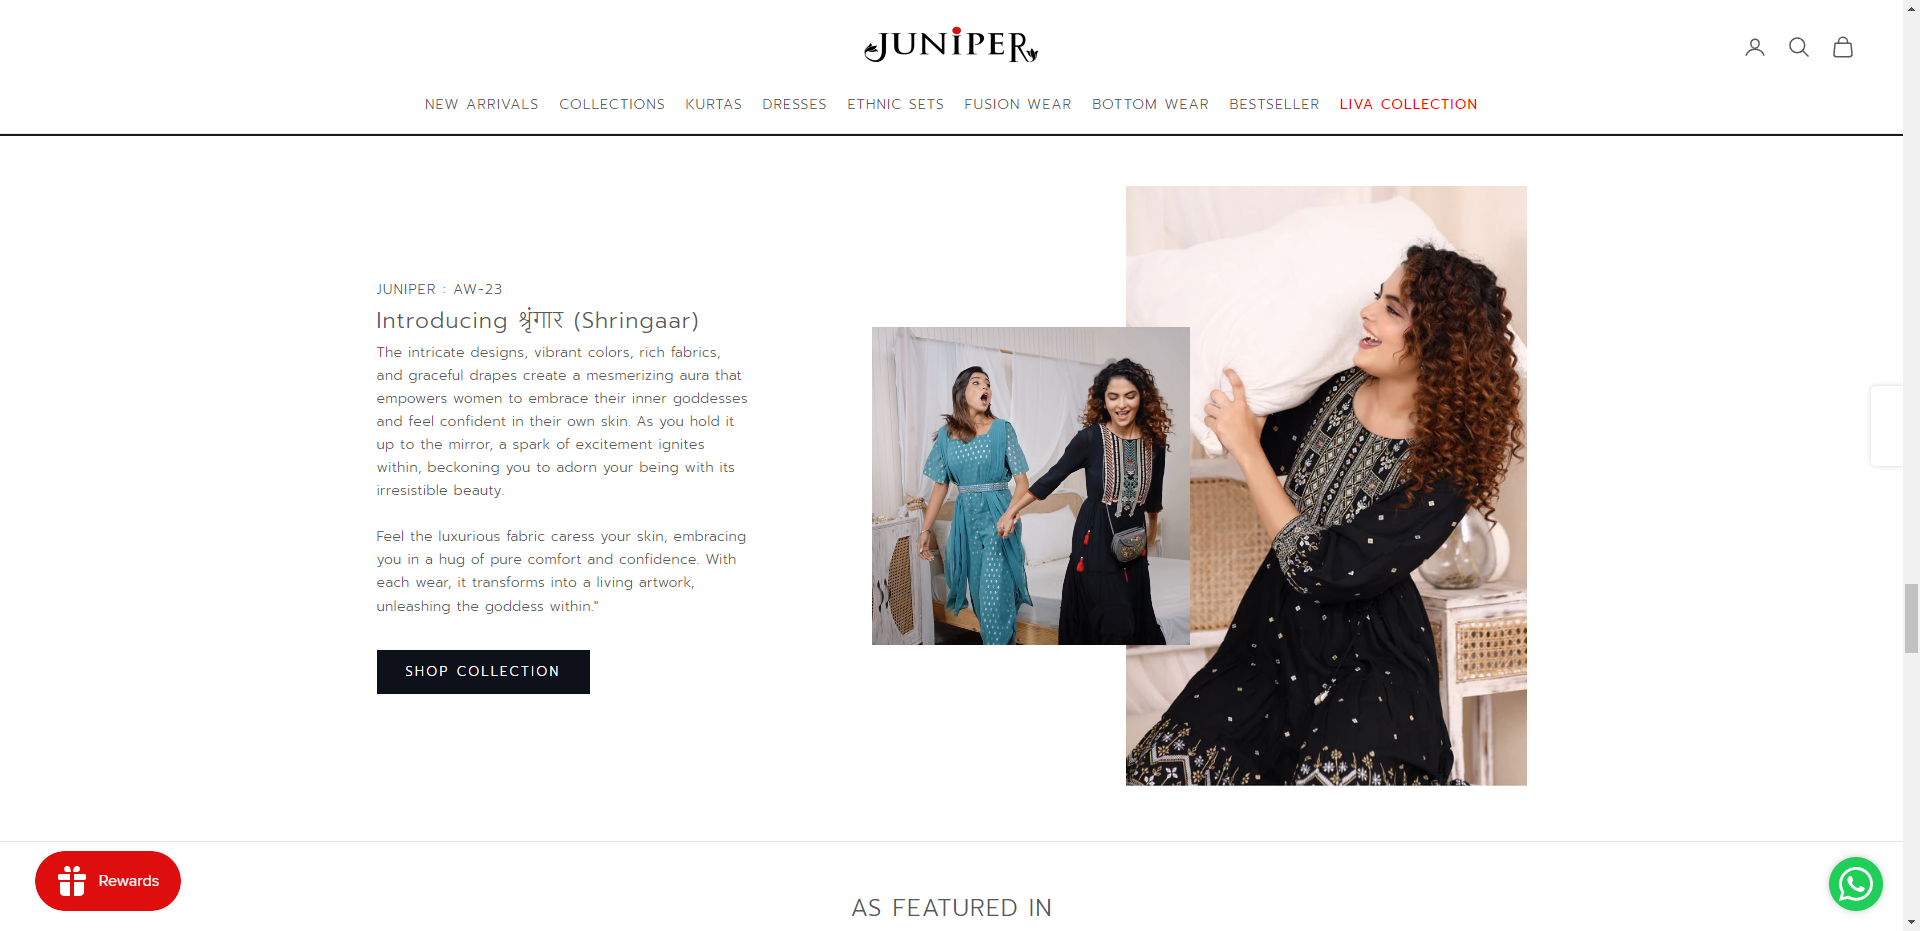 JUNIPER
NEW ARRIVALS COLLECTIONS KURTAS DRESSES ETHNIC SETS FUSION WEAR BOTTOM WEAR BESTSELLER LIVA COLLECTION
JUNIPER : AW-23
Introducing श्रृंगार (Shringaar)
The intricate designs, vibrant colors, rich fabrics,
and graceful drapes create a mesmerizing aura that
empowers women to embrace their inner goddesses
and feel confident in their own skin. As you hold it
up to the mirror, a spark of excitement ignites
within, beckoning you to adorn your being with its
irresistible beauty.
Feel the luxurious fabric caress your skin, embracing
you in a hug of pure comfort and confidence. With
each wear, it transforms into a living artwork,
unleashing the goddess within."
SHOP COLLECTION
Rewards
AS FEATURED IN